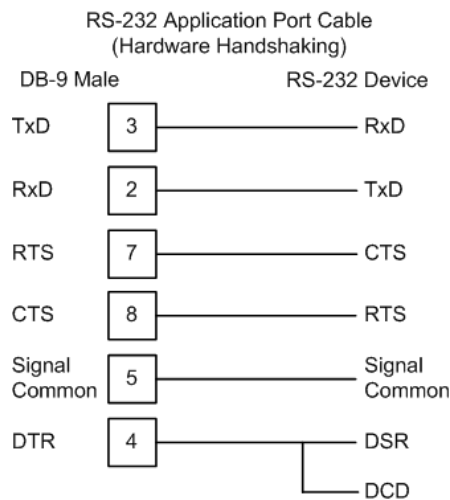 RS-232 Application Port Cable
(Hardware Handshaking)
DB-9 Male RS-232 Device
TxD 3 RxD
RxD 2 TxD
RTS 7 CTS
CTS 8 RTS
Signal
Common 5 Signal
Common
DTR 4 DSR
DCD